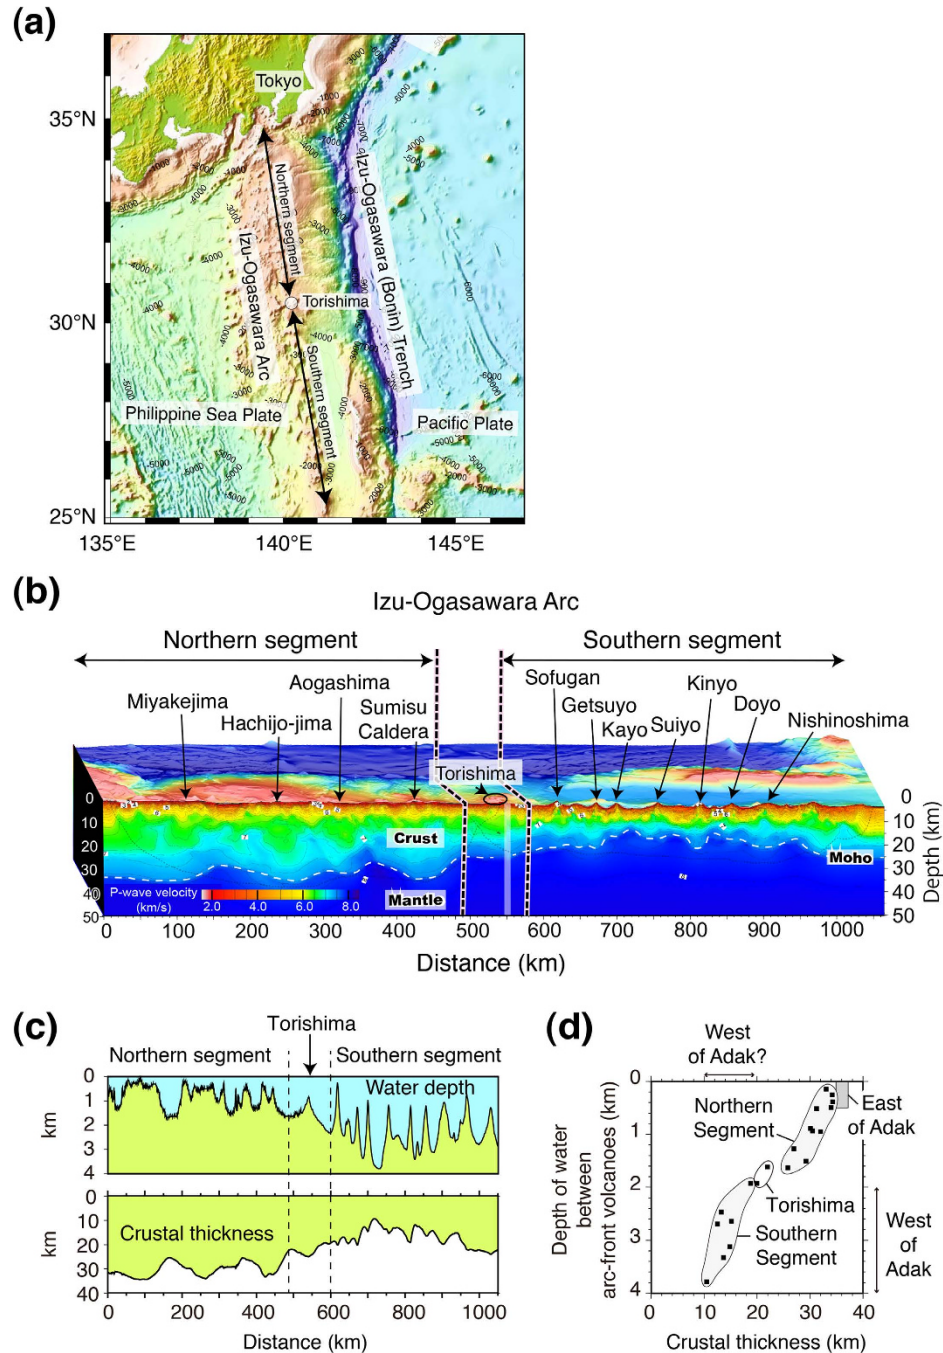 (a)
Tokyo
35°N
30°N
25°N
135°E
140°E
145°E
Northern segment
Izu-Ogasawara Arc
Izu-Ogasawara (Bonin) Trench
Torishima
Southern segment
Philippine Sea Plate
Pacific Plate
(b)
Izu-Ogasawara Arc
Northern segment
Southern segment
Miyakejima
Hachijo-jima
Aogashima
Sumisu
Caldera
Torishima
Sofugan
Getsuyo
Kayo
Suiyo
Kinyo
Doyo
Nishinoshima
0
10
20
30
40
50
0
10
20
30
40
50
Depth (km)
Crust
Mantle
Moho
P-wave velocity
(km/s)
2.0 4.0 6.0 8.0
0 100 200 300 400 500 600 700 800 900 1000
Distance (km)
(c)
Torishima
Northern segment
Southern segment
Water depth
0
1
2
3
4
km
Crustal thickness
0
10
20
30
40
km
0 200 400 600 800 1000
Distance (km)
(d)
West
of Adak?
Northern
Segment
East
of Adak
Torishima
Southern
Segment
West
of
Adak
Depth of water
between
arc-front volcanoes (km)
0
1
2
3
4
0 10 20 30 40
Crustal thickness (km)